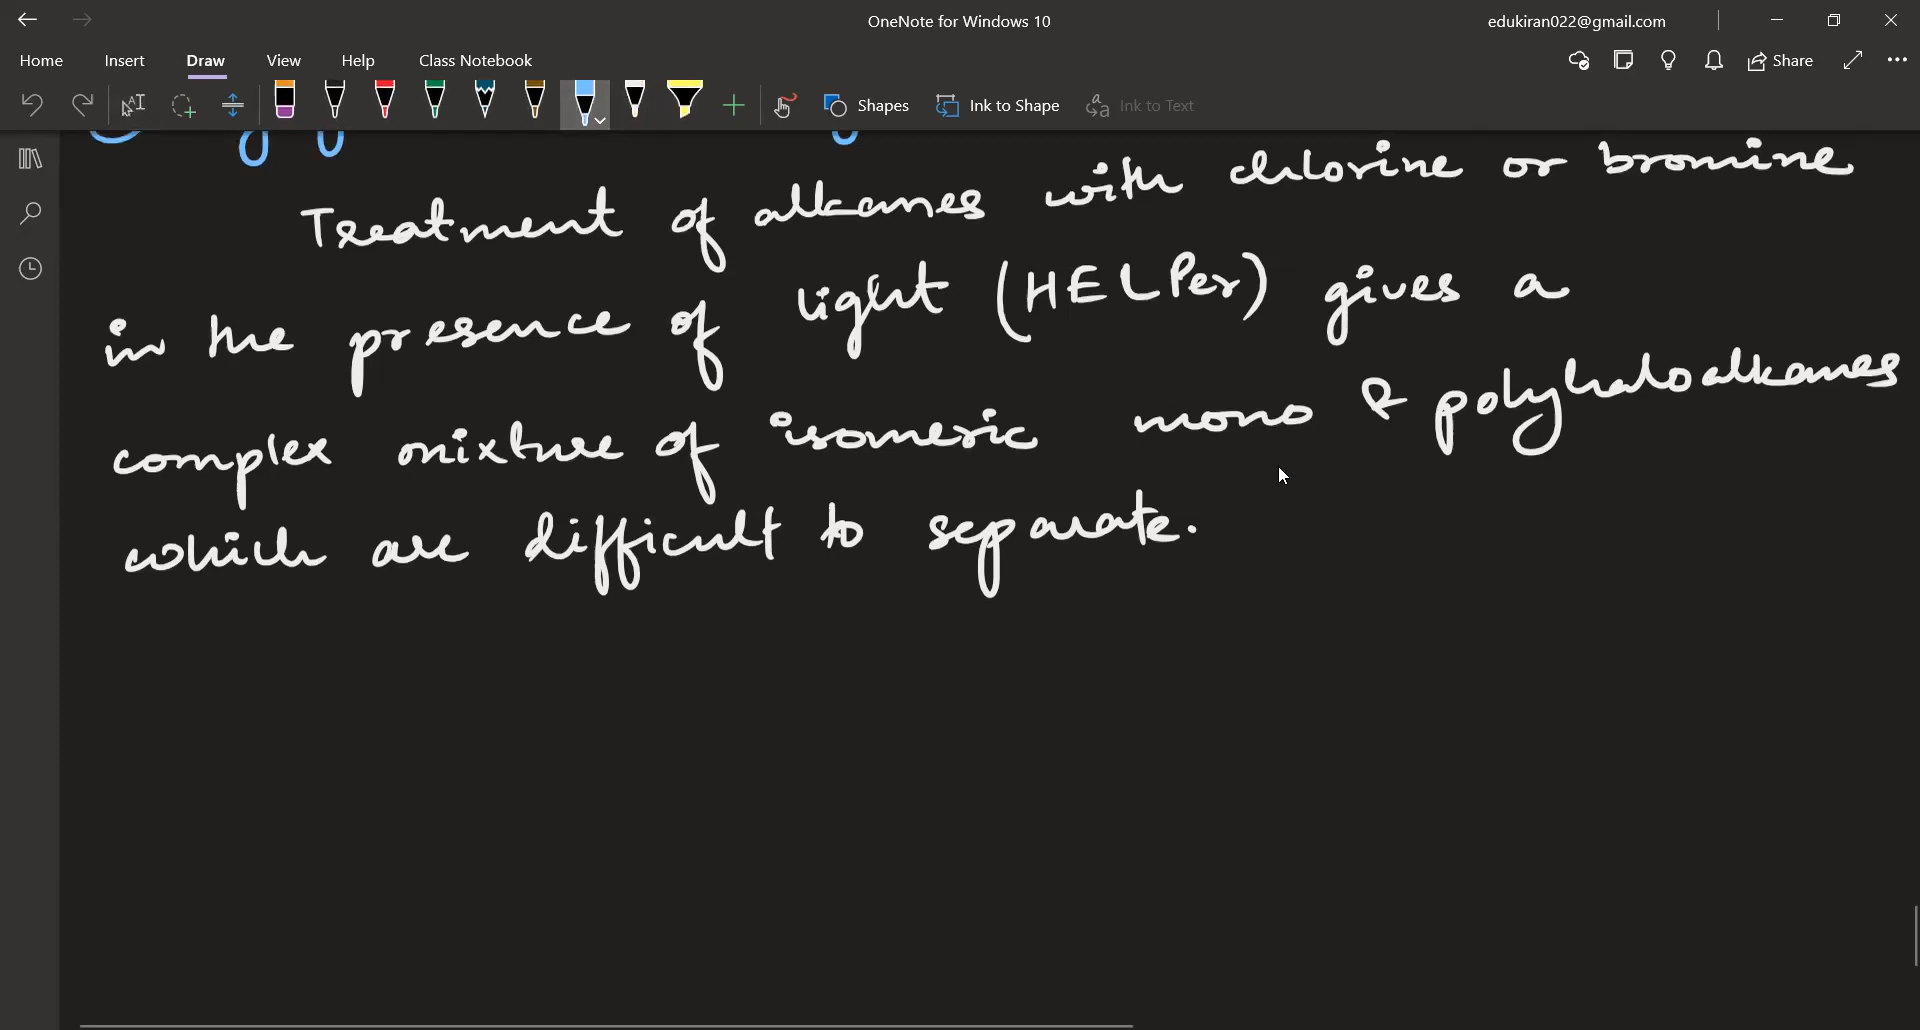 OneNote for Windows 10
edukiran022@gmail.com
Home Insert Draw View Help Class Notebook
Share
Shapes Ink to Shape Ink to Text
Treatment of alkanes with chlorine or bromine
in the presence of light (HELPer) gives a
complex mixture of isomeric mono & polyhaloalkanes
which are difficult to separate.